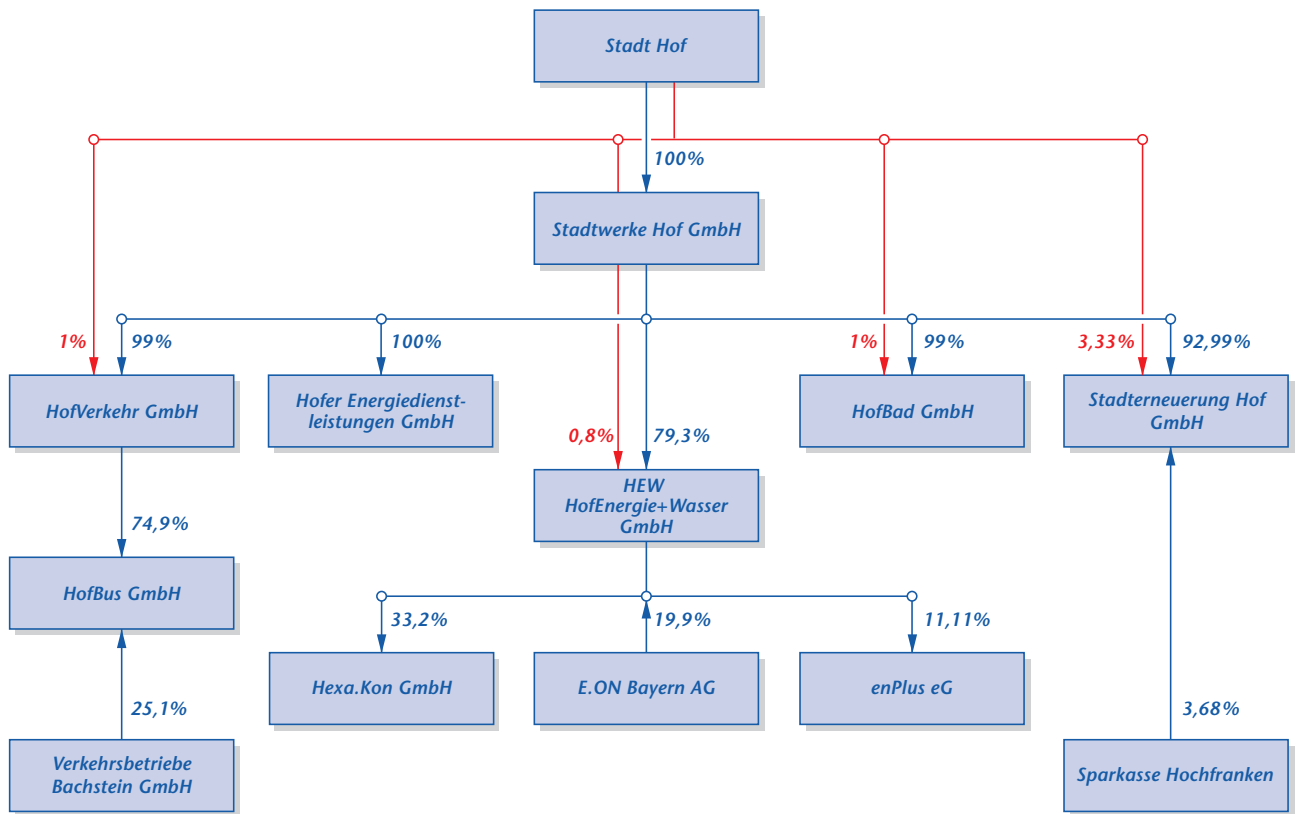 Stadt Hof
100%
Stadtwerke Hof GmbH
1%
99%
100%
1%
99%
3,33%
92,99%
HofVerkehr GmbH
Hofer Energiedienst-
leistungen GmbH
HofBad GmbH
Stadterneuerung Hof
GmbH
0,8%
79,3%
HEW
HofEnergie+Wasser
GmbH
74,9%
HofBus GmbH
33,2%
19,9%
11,11%
Hexa.Kon GmbH
E.ON Bayern AG
enPlus eG
25,1%
3,68%
Verkehrsbetriebe
Bachstein GmbH
Sparkasse Hochfranken